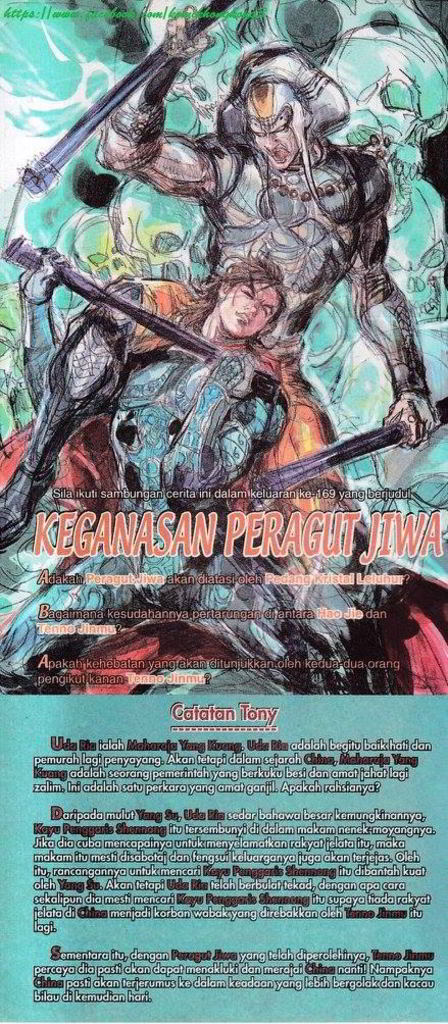 Sila ikuti sambungan cerita ini dalam keluaran ke-169 yang berjudul
KEGANASAN PERAGUT JIWA
Adakah Peragut Jiwa akan diatasi oleh Pedang Kristal Leluhur?
Bagaimana kesudahannya pertarungan di antara Hao Jie dan
Tenno Jinmu?
Apakah kehebatan yang akan ditunjukkan oleh kedua-dua orang
pengikut kanan Tenno Jinmu?
Catatan Tony
Uda Ria ialah Maharaja Yang Kuang. Uda Ria adalah begitu baik hati dan
pemurah lagi penyayang. Akan tetapi dalam sejarah China, Maharaja Yang
Kuang adalah seorang pemerintah yang berkuku besi dan amat jahat lagi
zalim. Ini adalah satu perkara yang amat ganjil. Apakah rahsianya?
Daripada mulut Yang Su, Uda Ria sedar bahawa besar kemungkinannya,
Kayu Penggaris Shennong itu tersembunyi di dalam makam nenek-moyangnya.
Jika dia cuba mencapainya untuk menyelamatkan rakyat jelata itu, maka
makam itu mesti disabotaj dan fengsui keluarganya juga akan terjejas. Oleh
itu, rancangannya untuk mencari Kayu Penggaris Shennong itu dibantah kuat
oleh Yang Su. Akan tetapi Uda Ria telah berbulat tekad, dengan apa cara
sekalipun dia mesti mencari Kayu Penggaris Shennong itu supaya tiada rakyat
jelata di China menjadi korban wabak yang direbakkan oleh Tenno Jinmu itu
lagi.
Sementara itu, dengan Peragut Jiwa yang telah diperolehinya, Tenno Jinmu
percaya dia pasti akan dapat menakluki dan merajai China nanti! Nampaknya
China pasti akan terjerumus ke dalam keadaan yang lebih bergolak dan kacau
bilau di kemudian hari.